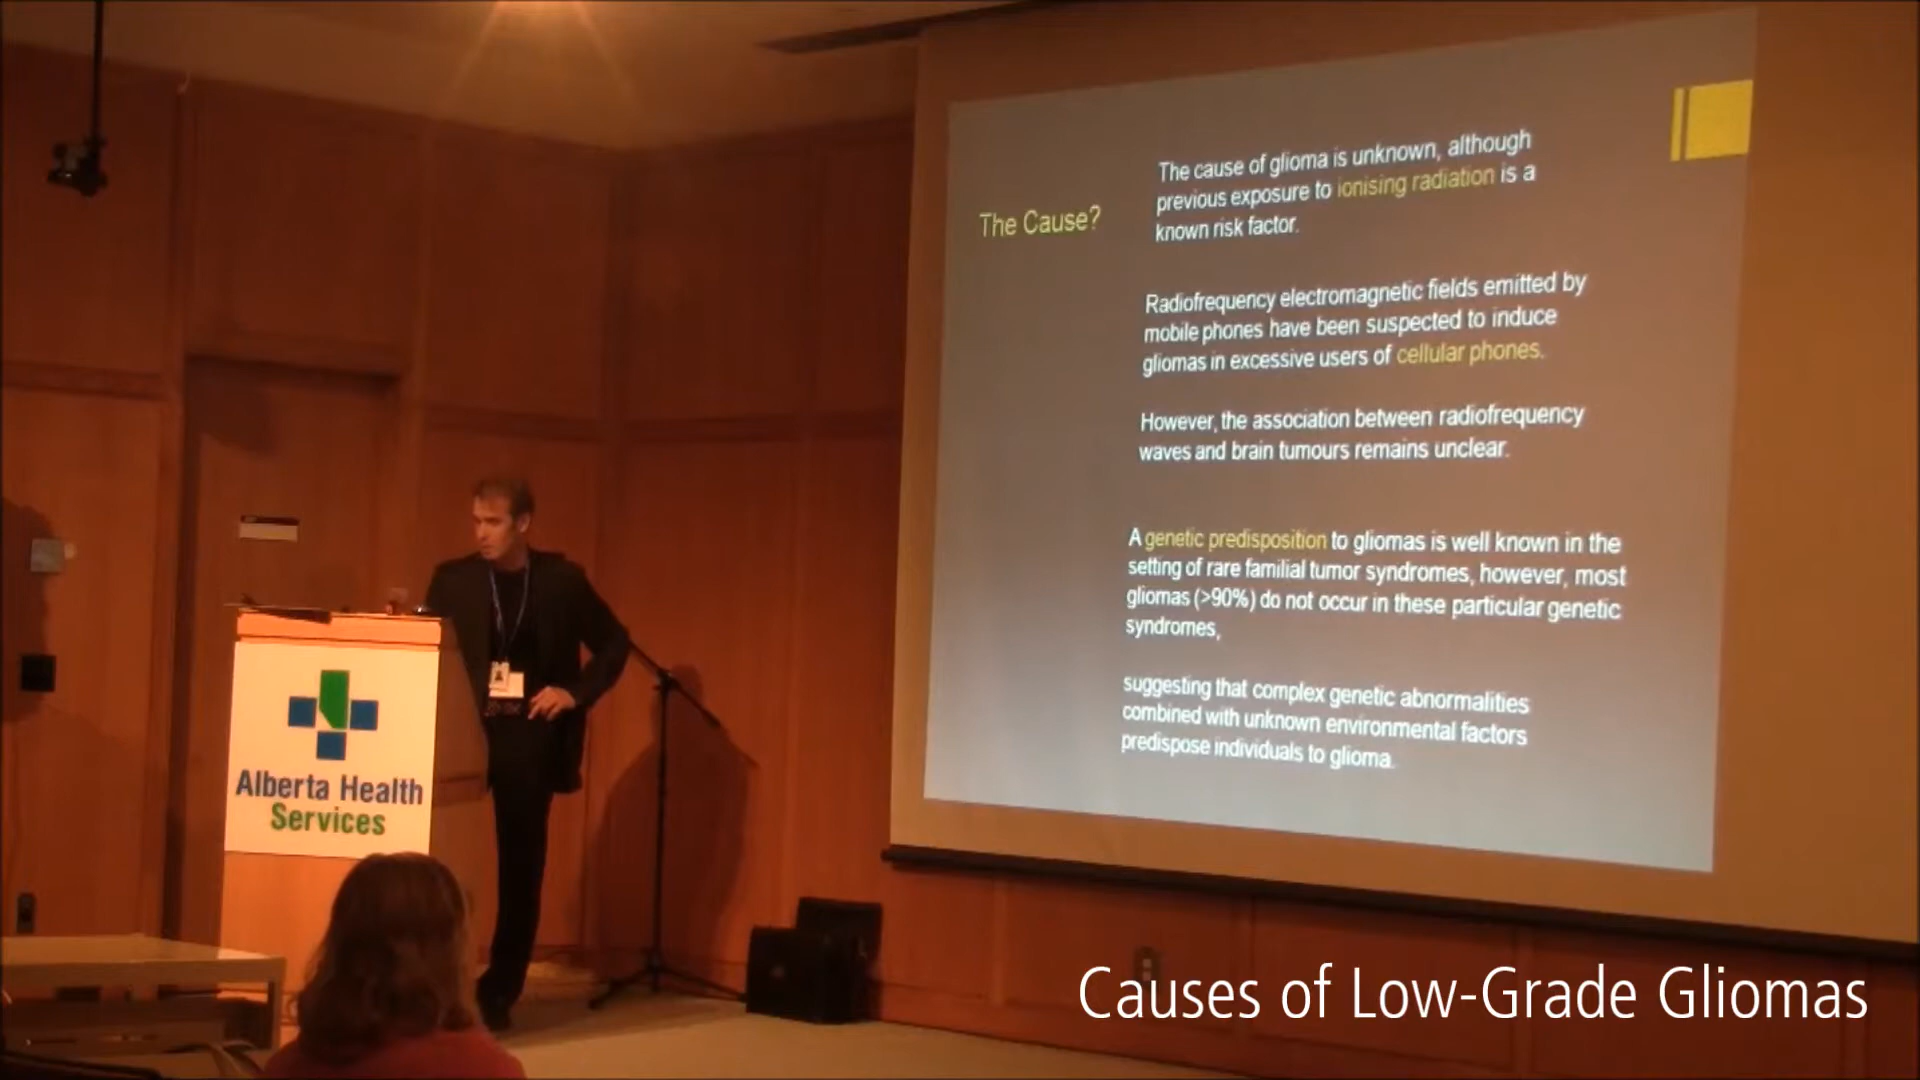 The Cause?
The cause of glioma is unknown, although
previous exposure to ionising radiation is a
known risk factor.
Radiofrequency electromagnetic fields emitted by
mobile phones have been suspected to induce
gliomas in excessive users of cellular phones.
However, the association between radiofrequency
waves and brain tumours remains unclear.
A genetic predisposition to gliomas is well known in the
setting of rare familial tumor syndromes, however, most
gliomas (>90%) do not occur in these particular genetic
syndromes,
suggesting that complex genetic abnormalities
combined with unknown environmental factors
predispose individuals to glioma.
Alberta Health
Services
Causes of Low-Grade Gliomas